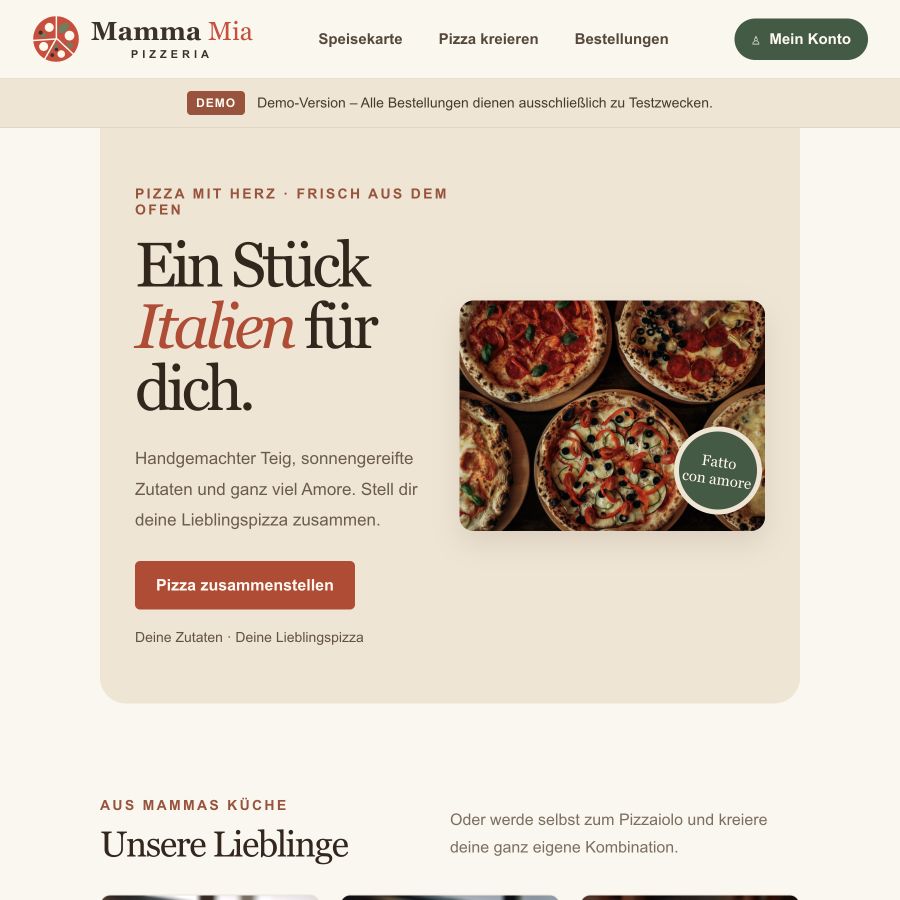 Mamma Mia
PIZZERIA
Speisekarte
Pizza kreieren
Bestellungen
Mein Konto
DEMO
Demo-Version – Alle Bestellungen dienen ausschließlich zu Testzwecken.
PIZZA MIT HERZ · FRISCH AUS DEM
OFEN
Ein Stück
Italien für
dich.
Handgemachter Teig, sonnengereifte
Zutaten und ganz viel Amore. Stell dir
deine Lieblingspizza zusammen.
Pizza zusammenstellen
Deine Zutaten · Deine Lieblingspizza
Fatto
con amore
AUS MAMMAS KÜCHE
Unsere Lieblinge
Oder werde selbst zum Pizzaiolo und kreiere
deine ganz eigene Kombination.